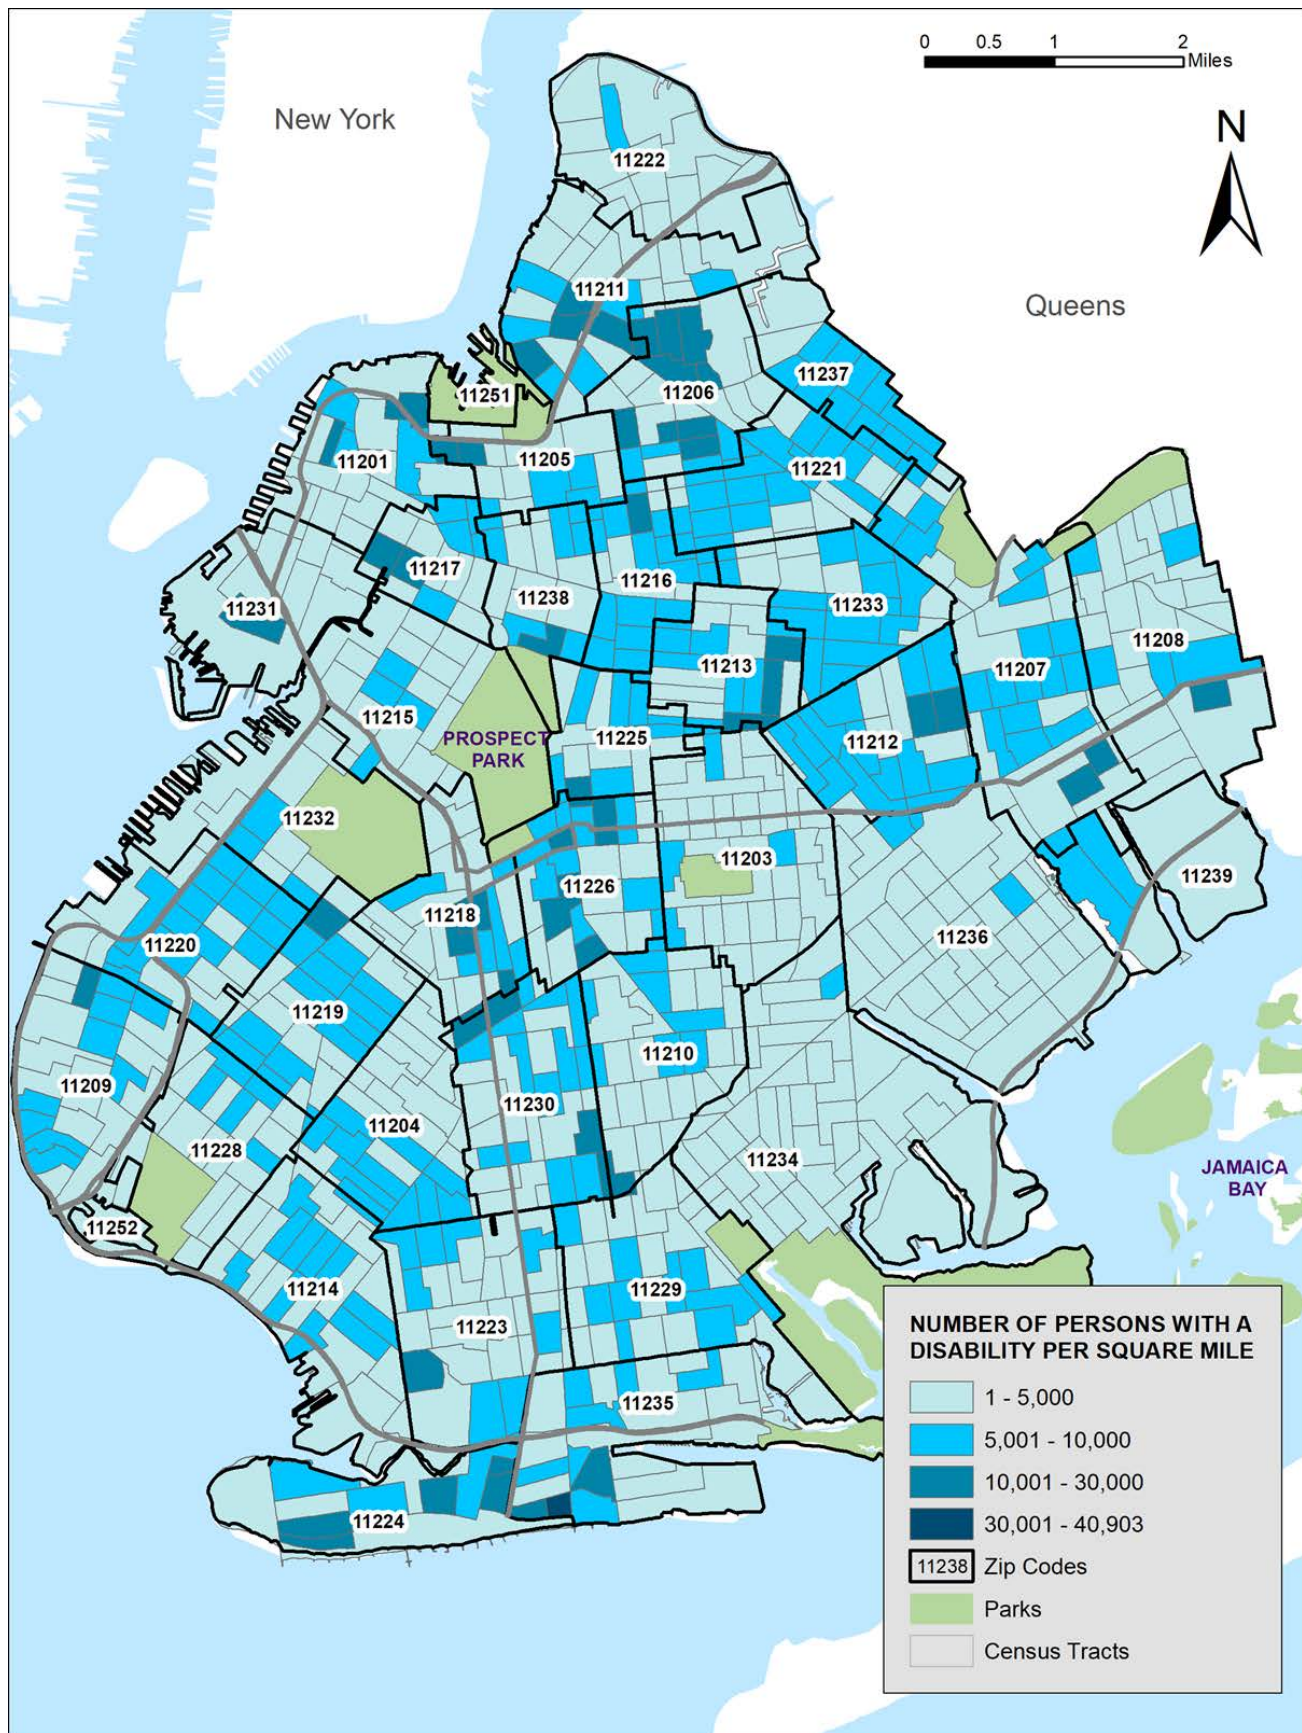 0 0.5 1 2
Miles
New York
N
11222
11211
Queens
11237
11251
11206
11201
11205
11221
11217
11216
11238
11231
11233
11208
11213
11207
11215
PROSPECT
PARK
11225
11212
11232
11203
11239
11226
11218
11220
11236
11219
11210
11209
11230
11204
11228
11234
JAMAICA
BAY
11252
11214
11229
11223
11235
11224
NUMBER OF PERSONS WITH A
DISABILITY PER SQUARE MILE
1 - 5,000
5,001 - 10,000
10,001 - 30,000
30,001 - 40,903
11238 Zip Codes
Parks
Census Tracts